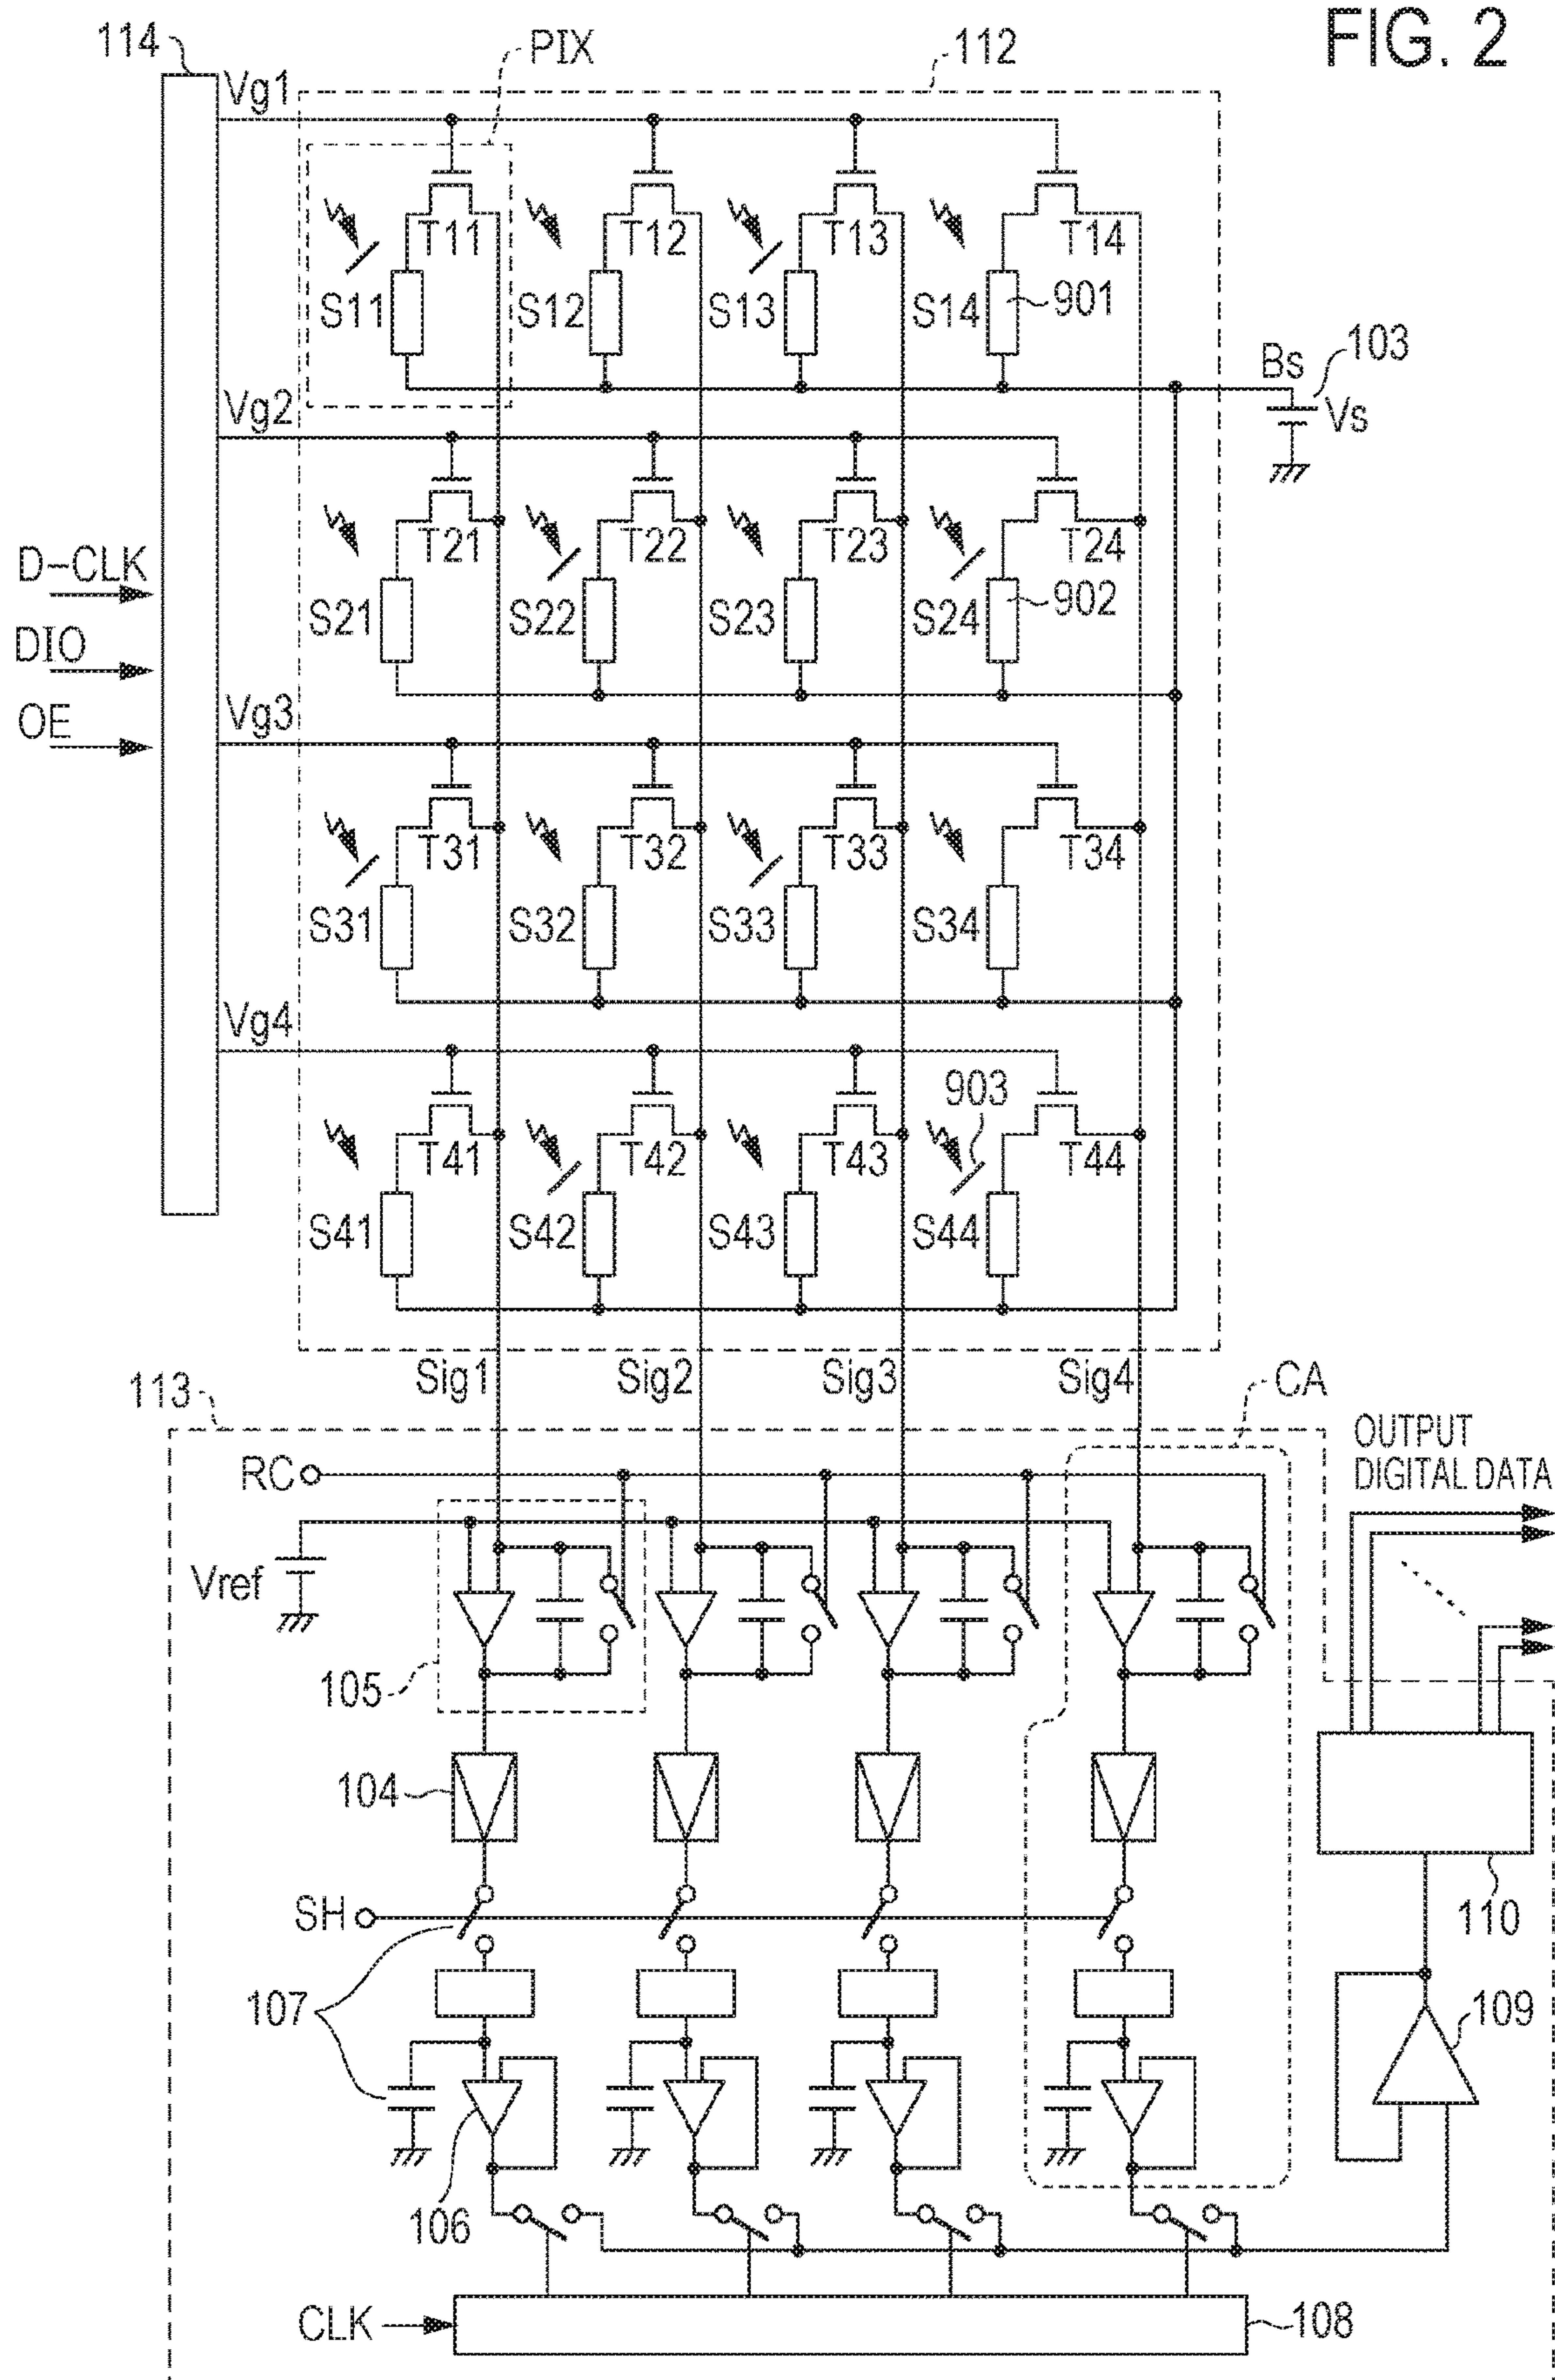 FIG. 2
114
PIX
112
Vg1
T11
T12
T13
T14
S11
S12
S13
S14
901
Bs
103
Vs
Vg2
T21
T22
T23
T24
D-CLK
S21
S22
S23
S24
902
DIO
OE
Vg3
T31
T32
T33
T34
S31
S32
S33
S34
Vg4
903
T41
T42
T43
T44
S41
S42
S43
S44
Sig1
Sig2
Sig3
Sig4
113
CA
OUTPUT
DIGITAL DATA
RC
Vref
105
104
SH
110
107
109
106
CLK
108